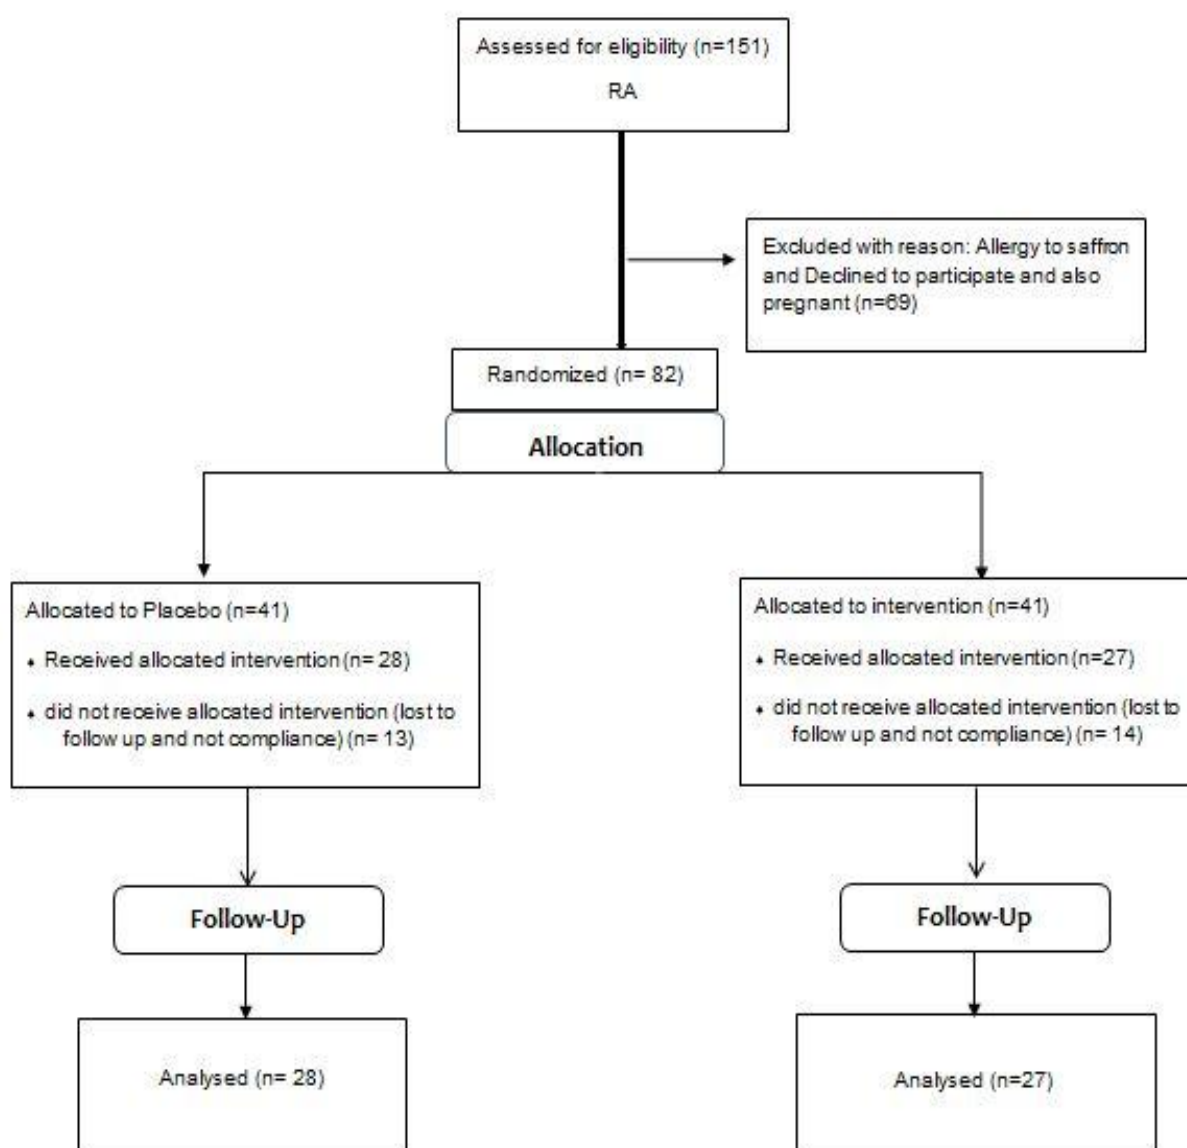 Assessed for eligibility (n=151)
RA
Excluded with reason: Allergy to saffron
and Declined to participate and also
pregnant (n=69)
Randomized (n= 82)
Allocation
Allocated to Placebo (n=41)
⬧ Received allocated intervention (n= 28)
⬧ did not receive allocated intervention (lost to
follow up and not compliance) (n= 13)
Allocated to intervention (n=41)
⬧ Received allocated intervention (n=27)
⬧ did not receive allocated intervention (lost to
follow up and not compliance) (n= 14)
Follow-Up
Follow-Up
Analysed (n= 28)
Analysed (n=27)